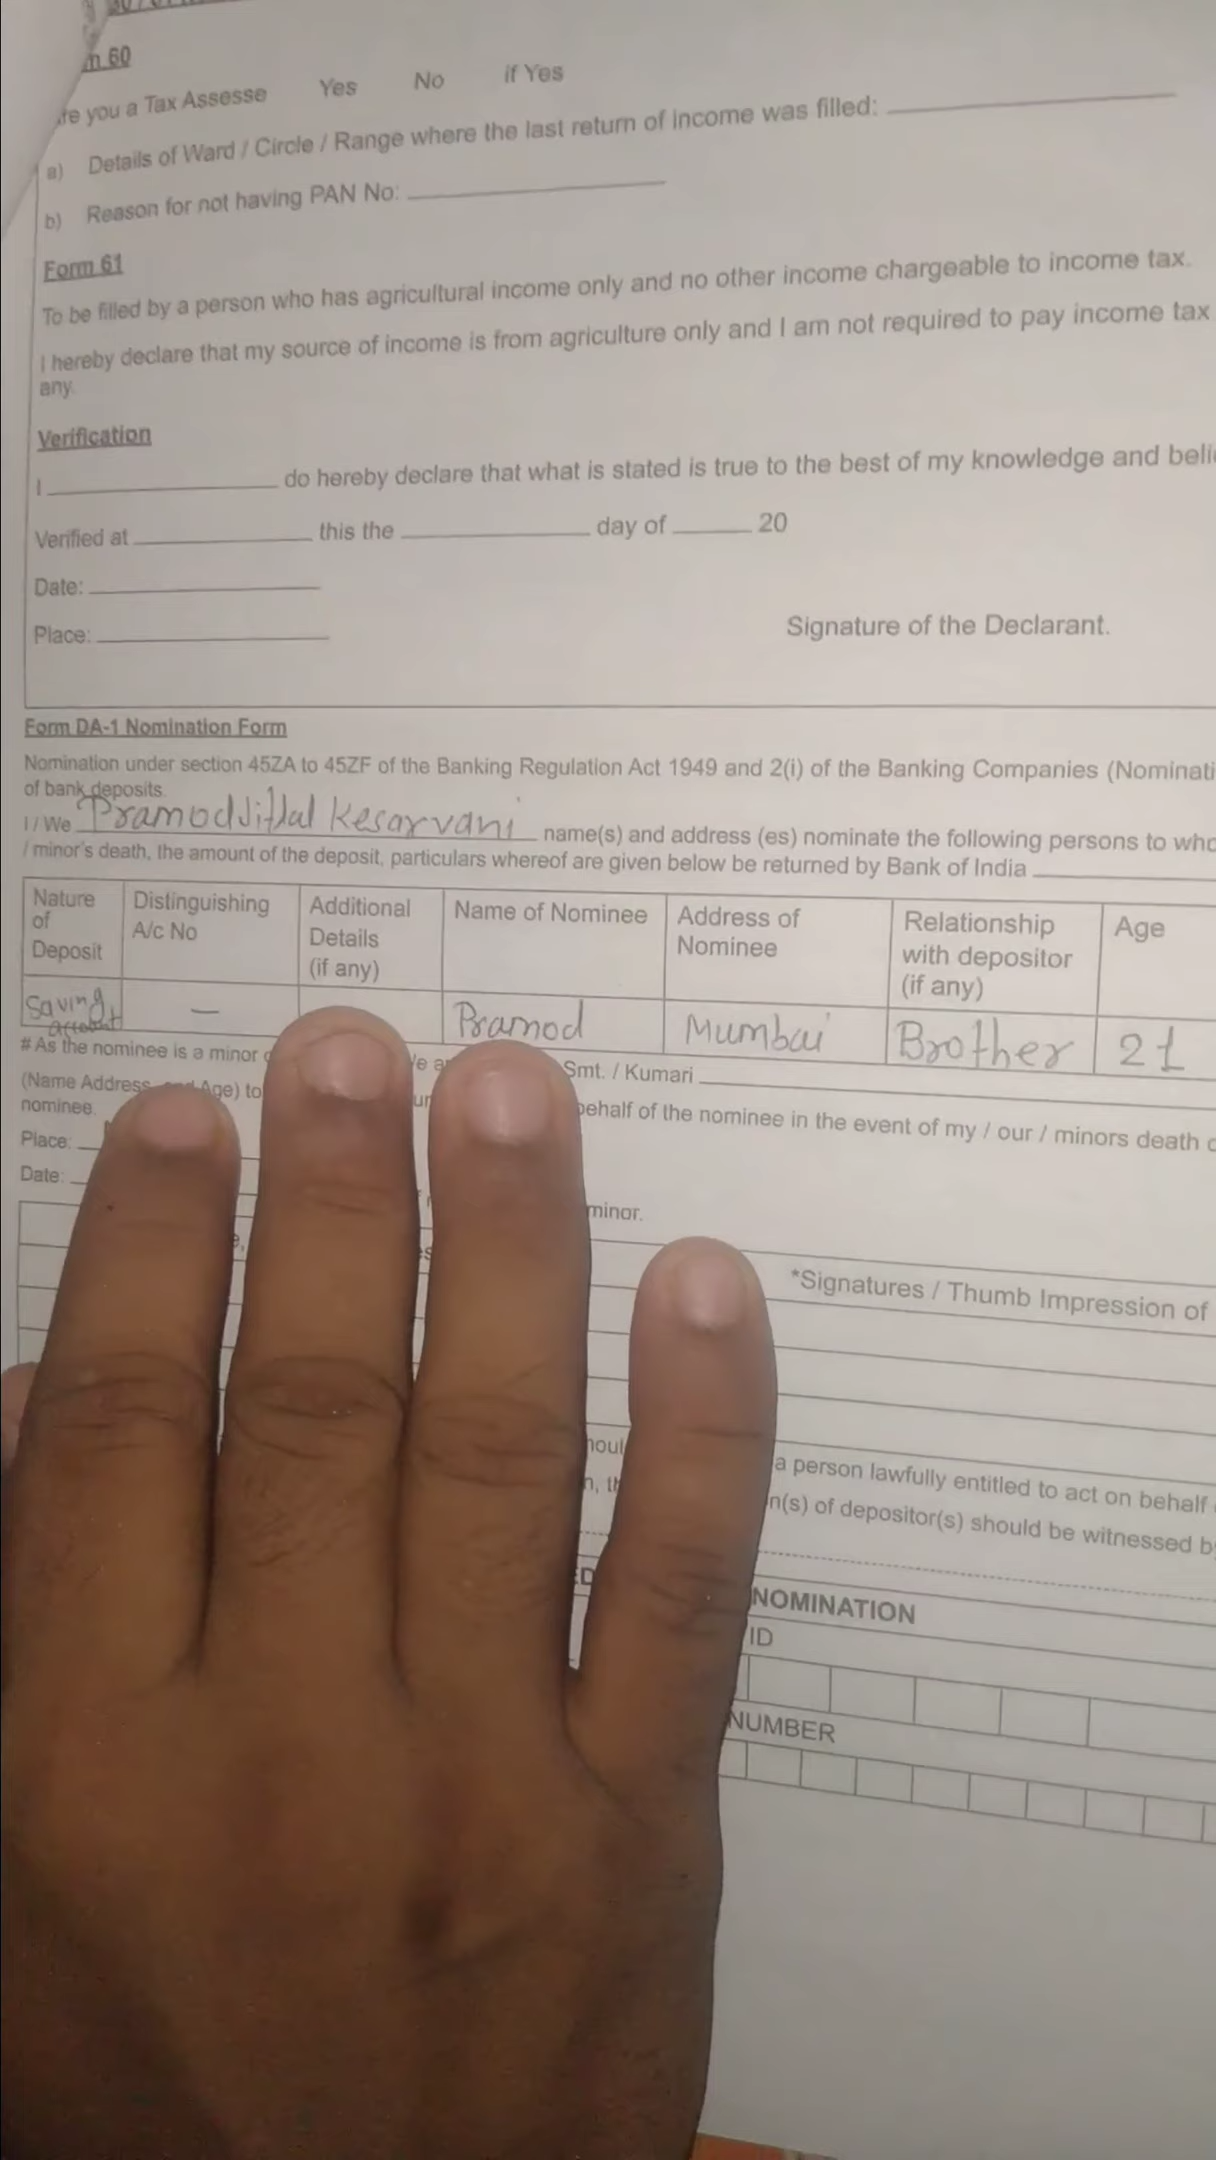 60
you a Tax Assesse Yes No if Yes
a) Details of Ward / Circle / Range where the last return of income was filled:
b) Reason for not having PAN No:
Form 61
To be filled by a person who has agricultural income only and no other income chargeable to income tax.
I hereby declare that my source of income is from agriculture only and I am not required to pay income tax
any.
Verification
I do hereby declare that what is stated is true to the best of my knowledge and beli
Verified at this the day of 20
Date:
Place:
Signature of the Declarant.
Form DA-1 Nomination Form
Nomination under section 45ZA to 45ZF of the Banking Regulation Act 1949 and 2(i) of the Banking Companies (Nominati
of bank deposits.
I / We Pramod Jitlal Kesarvani name(s) and address (es) nominate the following persons to who
/ minor's death, the amount of the deposit, particulars whereof are given below be returned by Bank of India
Nature of Deposit Distinguishing A/c No Additional Details (if any) Name of Nominee Address of Nominee Relationship with depositor (if any) Age
Saving account — Pramod Mumbai Brother 21
# As the nominee is a minor Smt. / Kumari
(Name Address Age) to
nominee. behalf of the nominee in the event of my / our / minors death
Place:
Date:
minor.
*Signatures / Thumb Impression of
a person lawfully entitled to act on behalf
of depositor(s) should be witnessed b
NOMINATION
ID
NUMBER